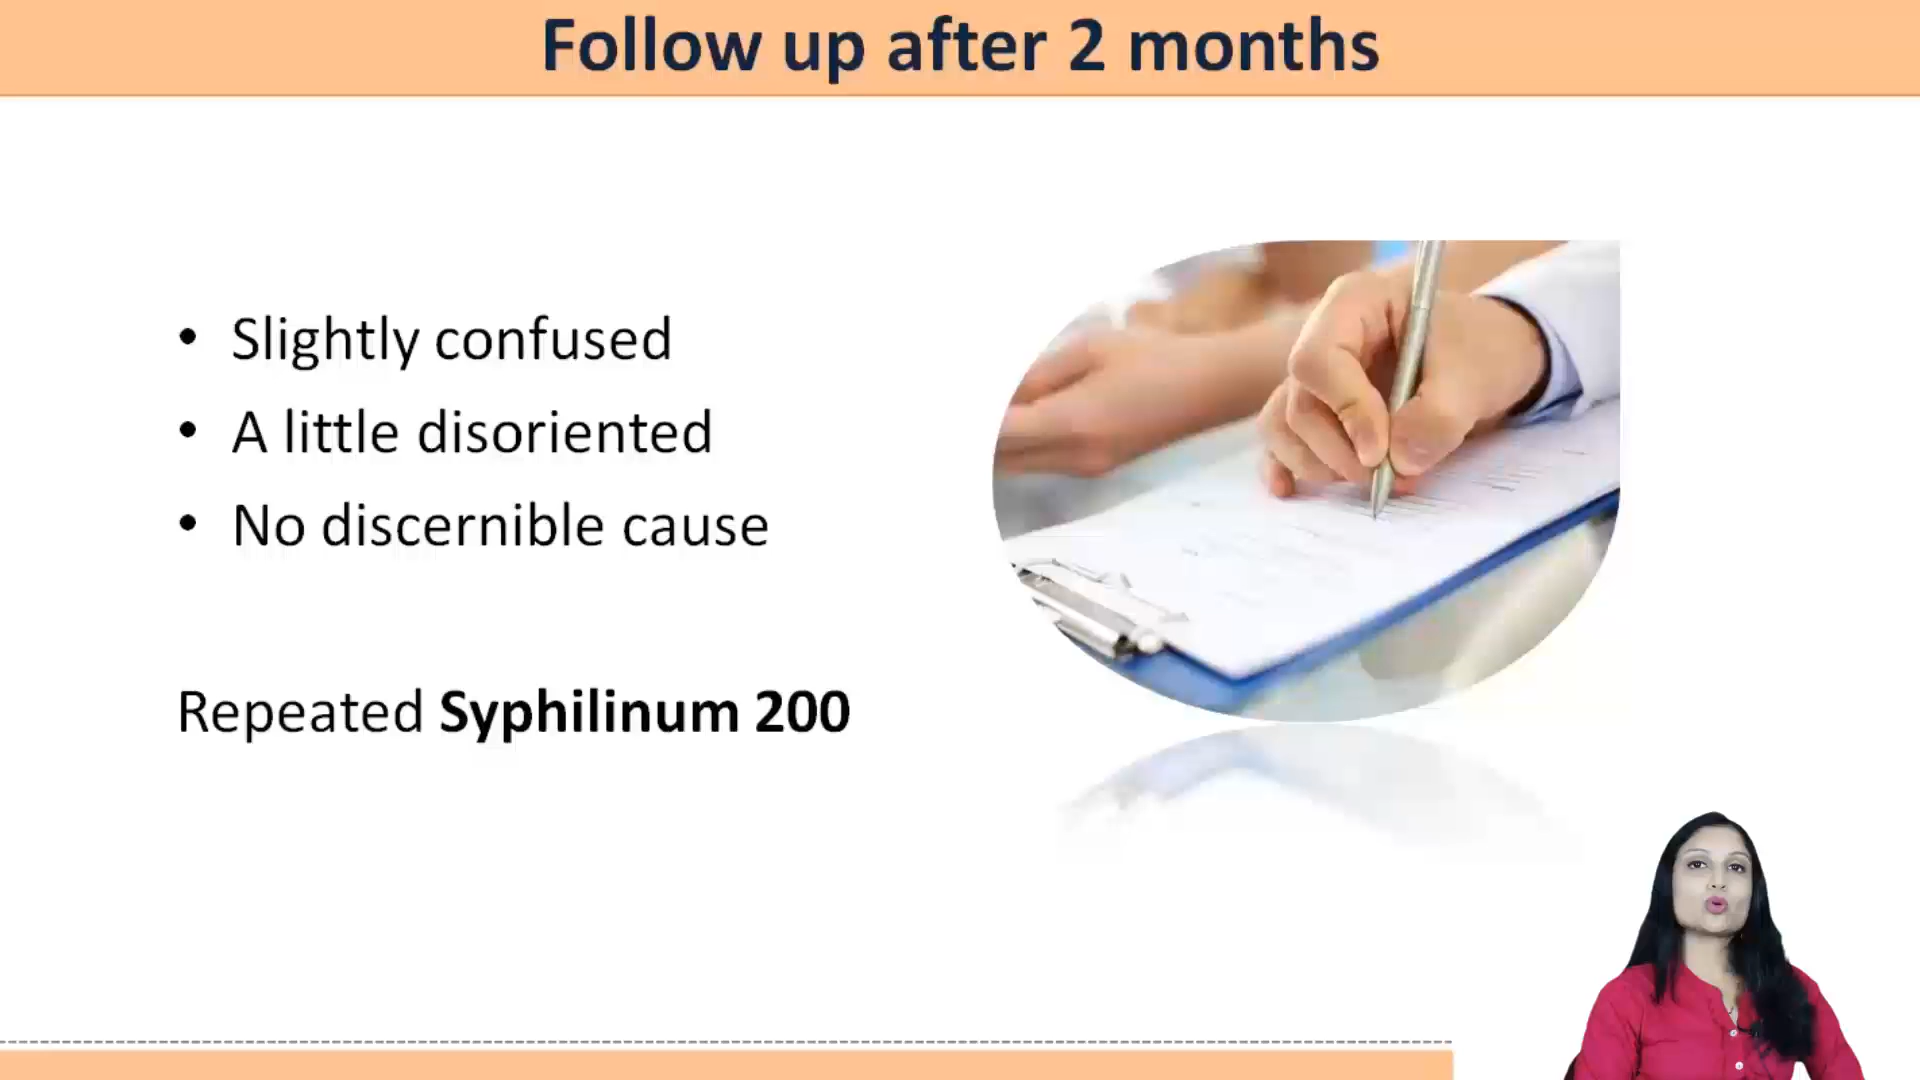 Follow up after 2 months
• Slightly confused
• A little disoriented
• No discernible cause
Repeated Syphilinum 200